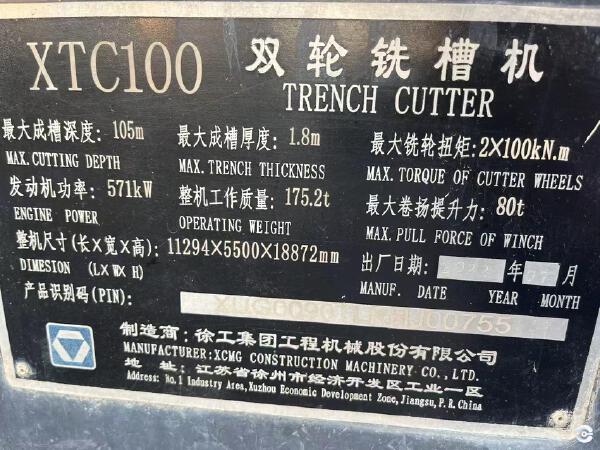 XTC100 双轮铣槽机
TRENCH CUTTER
最大成槽深度: 105m 最大成槽厚度: 1.8m 最大铣轮扭矩: 2×100kN.m
MAX. CUTTING DEPTH MAX. TRENCH THICKNESS MAX. TORQUE OF CUTTER WHEELS
发动机功率: 571kW 整机工作质量: 175.2t 最大卷扬提升力: 80t
ENGINE POWER OPERATING WEIGHT MAX. PULL FORCE OF WINCH
整机尺寸(长×宽×高): 11294×5500×18872mm 出厂日期: 年 月
DIMESION (L×W× H) MANUF. DATE YEAR MONTH
产品识别码(PIN):
制造商: 徐工集团工程机械股份有限公司
MANUFACTURER: XCMG CONSTRUCTION MACHINERY CO., LTD.
地 址: 江苏省徐州市经济开发区工业一区
Address: No.1 Industry Area, Xuzhou Economic Development Zone, Jiangsu, P.R.China